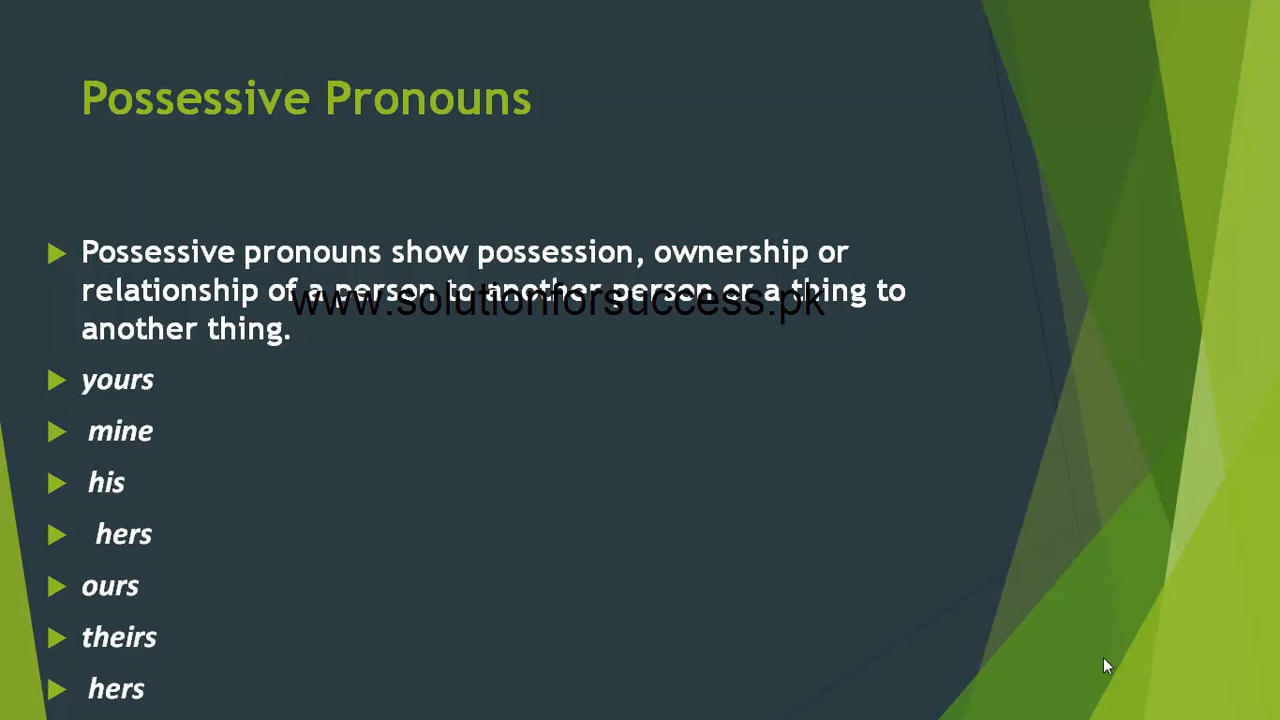 Possessive Pronouns
Possessive pronouns show possession, ownership or
relationship of a person to another person or a thing to
www.solutionforsuccess.pk
another thing.
yours
mine
his
hers
ours
theirs
hers